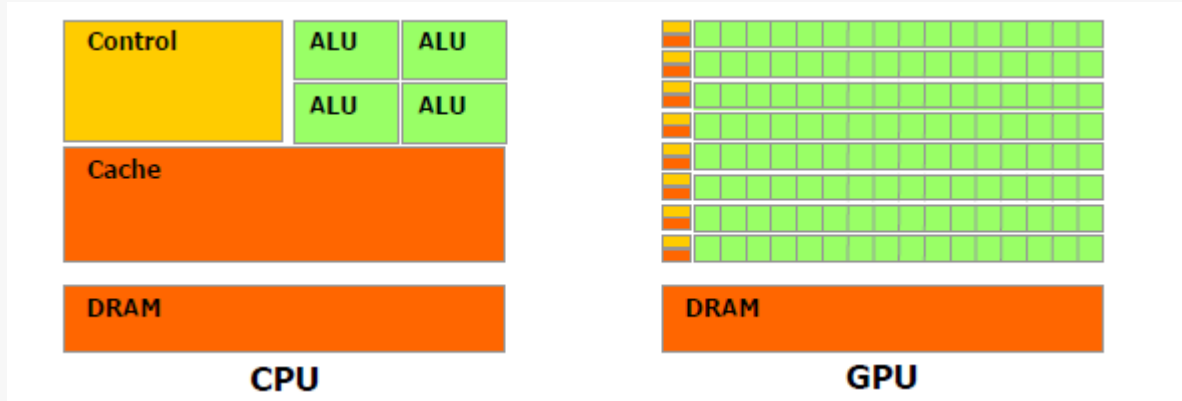 Control
ALU ALU
ALU ALU
Cache
DRAM
CPU
DRAM
GPU